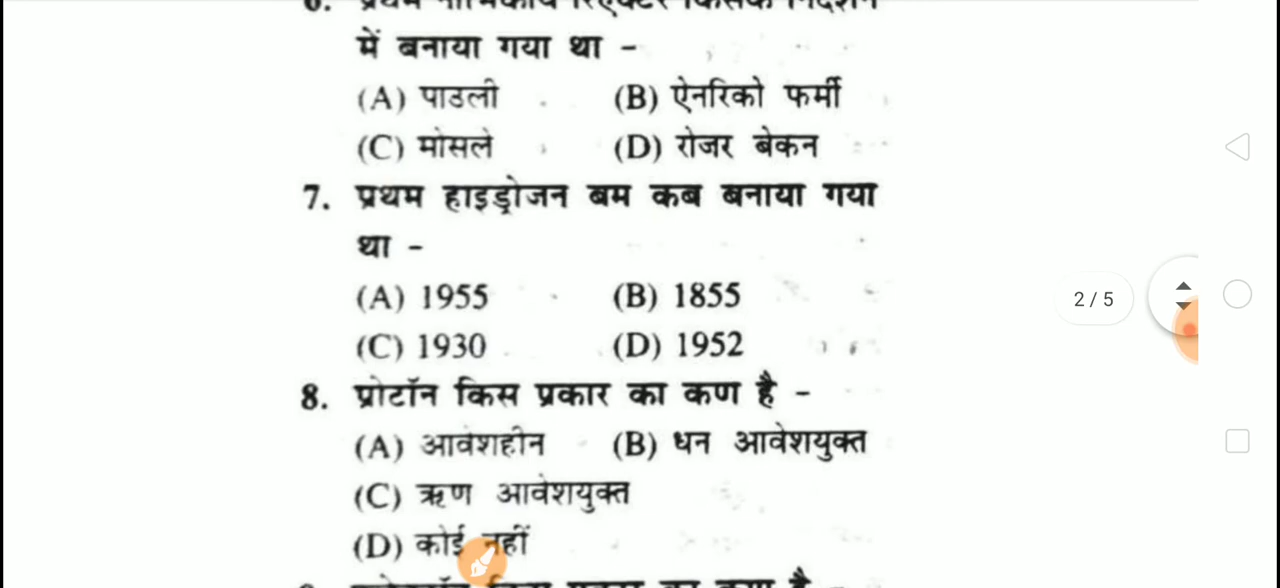 में बनाया गया था -
(A) पाउली (B) ऐनरिको फर्मी
(C) मोसले (D) रोजर बेकन
7. प्रथम हाइड्रोजन बम कब बनाया गया
था -
(A) 1955 (B) 1855
(C) 1930 (D) 1952
2 / 5
8. प्रोटॉन किस प्रकार का कण है -
(A) आवेशहीन (B) धन आवेशयुक्त
(C) ऋण आवेशयुक्त
(D) कोई नहीं